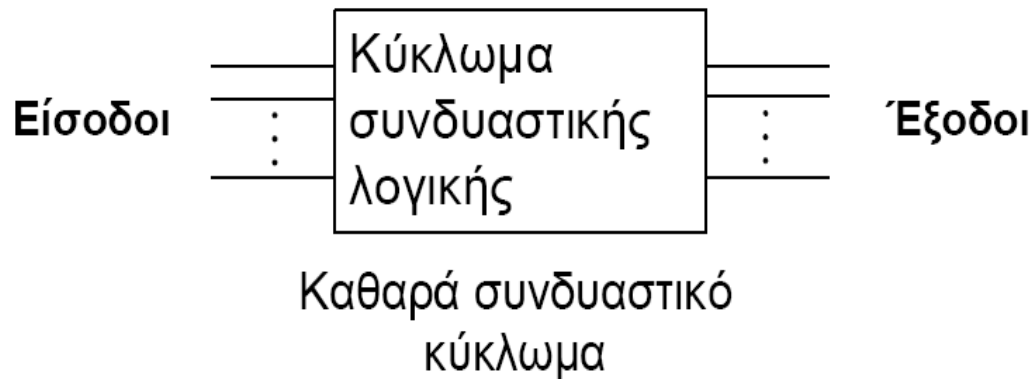 Είσοδοι
Κύκλωμα
συνδυαστικής
λογικής
Έξοδοι
Καθαρά συνδυαστικό
κύκλωμα